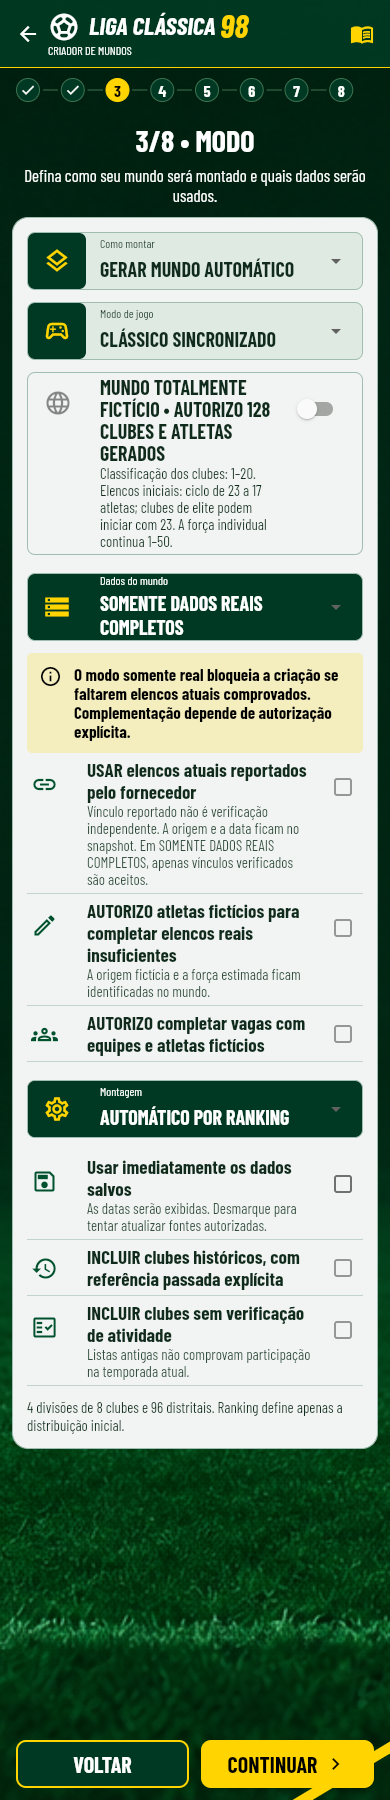 LIGA CLÁSSICA 98
CRIADOR DE MUNDOS
3 4 5 6 7 8
3/8 • MODO
Defina como seu mundo será montado e quais dados serão
usados.
Como montar
GERAR MUNDO AUTOMÁTICO
Modo de jogo
CLÁSSICO SINCRONIZADO
MUNDO TOTALMENTE
FICTÍCIO • AUTORIZO 128
CLUBES E ATLETAS
GERADOS
Classificação dos clubes: 1–20.
Elencos iniciais: ciclo de 23 a 17
atletas; clubes de elite podem
iniciar com 23. A força individual
continua 1–50.
Dados do mundo
SOMENTE DADOS REAIS
COMPLETOS
O modo somente real bloqueia a criação se
faltarem elencos atuais comprovados.
Complementação depende de autorização
explícita.
USAR elencos atuais reportados
pelo fornecedor
Vínculo reportado não é verificação
independente. A origem e a data ficam no
snapshot. Em SOMENTE DADOS REAIS
COMPLETOS, apenas vínculos verificados
são aceitos.
AUTORIZO atletas fictícios para
completar elencos reais
insuficientes
A origem fictícia e a força estimada ficam
identificadas no mundo.
AUTORIZO completar vagas com
equipes e atletas fictícios
Montagem
AUTOMÁTICO POR RANKING
Usar imediatamente os dados
salvos
As datas serão exibidas. Desmarque para
tentar atualizar fontes autorizadas.
INCLUIR clubes históricos, com
referência passada explícita
INCLUIR clubes sem verificação
de atividade
Listas antigas não comprovam participação
na temporada atual.
4 divisões de 8 clubes e 96 distritais. Ranking define apenas a
distribuição inicial.
VOLTAR
CONTINUAR